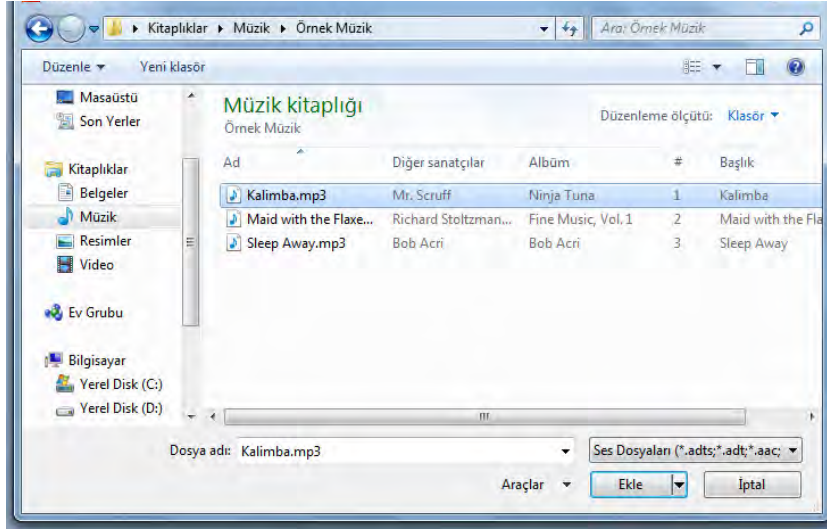 Kitaplıklar Müzik Örnek Müzik Ara: Örnek Müzik
Düzenle Yeni klasör
Masaüstü
Son Yerler
Kitaplıklar
Belgeler
Müzik
Resimler
Video
Ev Grubu
Bilgisayar
Yerel Disk (C:)
Yerel Disk (D:)
Müzik kitaplığı
Örnek Müzik
Düzenleme ölçütü: Klasör
Ad Diğer sanatçılar Albüm # Başlık
Kalimba.mp3 Mr. Scruff Ninja Tuna 1 Kalimba
Maid with the Flaxe... Richard Stoltzman... Fine Music, Vol. 1 2 Maid with the Fla
Sleep Away.mp3 Bob Acri Bob Acri 3 Sleep Away
Dosya adı: Kalimba.mp3 Ses Dosyaları (*.adts;*.adt;*.aac;
Araçlar Ekle İptal